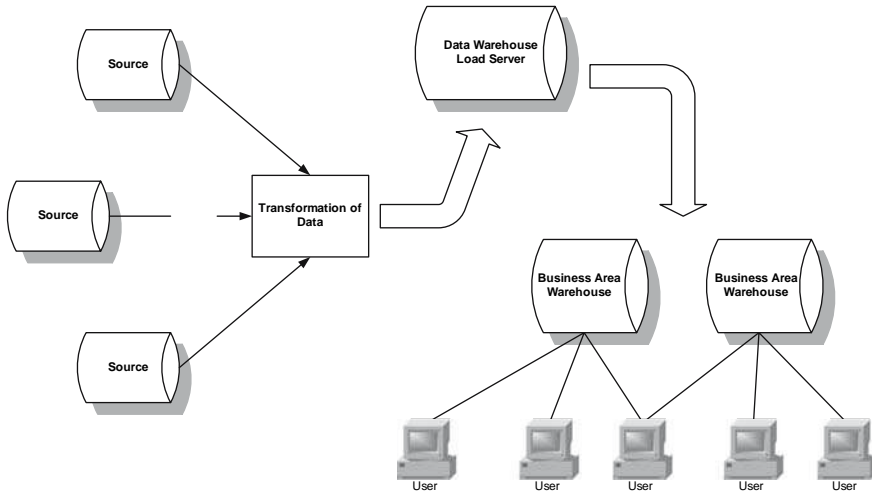 Source
Source
Source
Transformation of
Data
Data Warehouse
Load Server
Business Area
Warehouse
Business Area
Warehouse
User
User
User
User
User